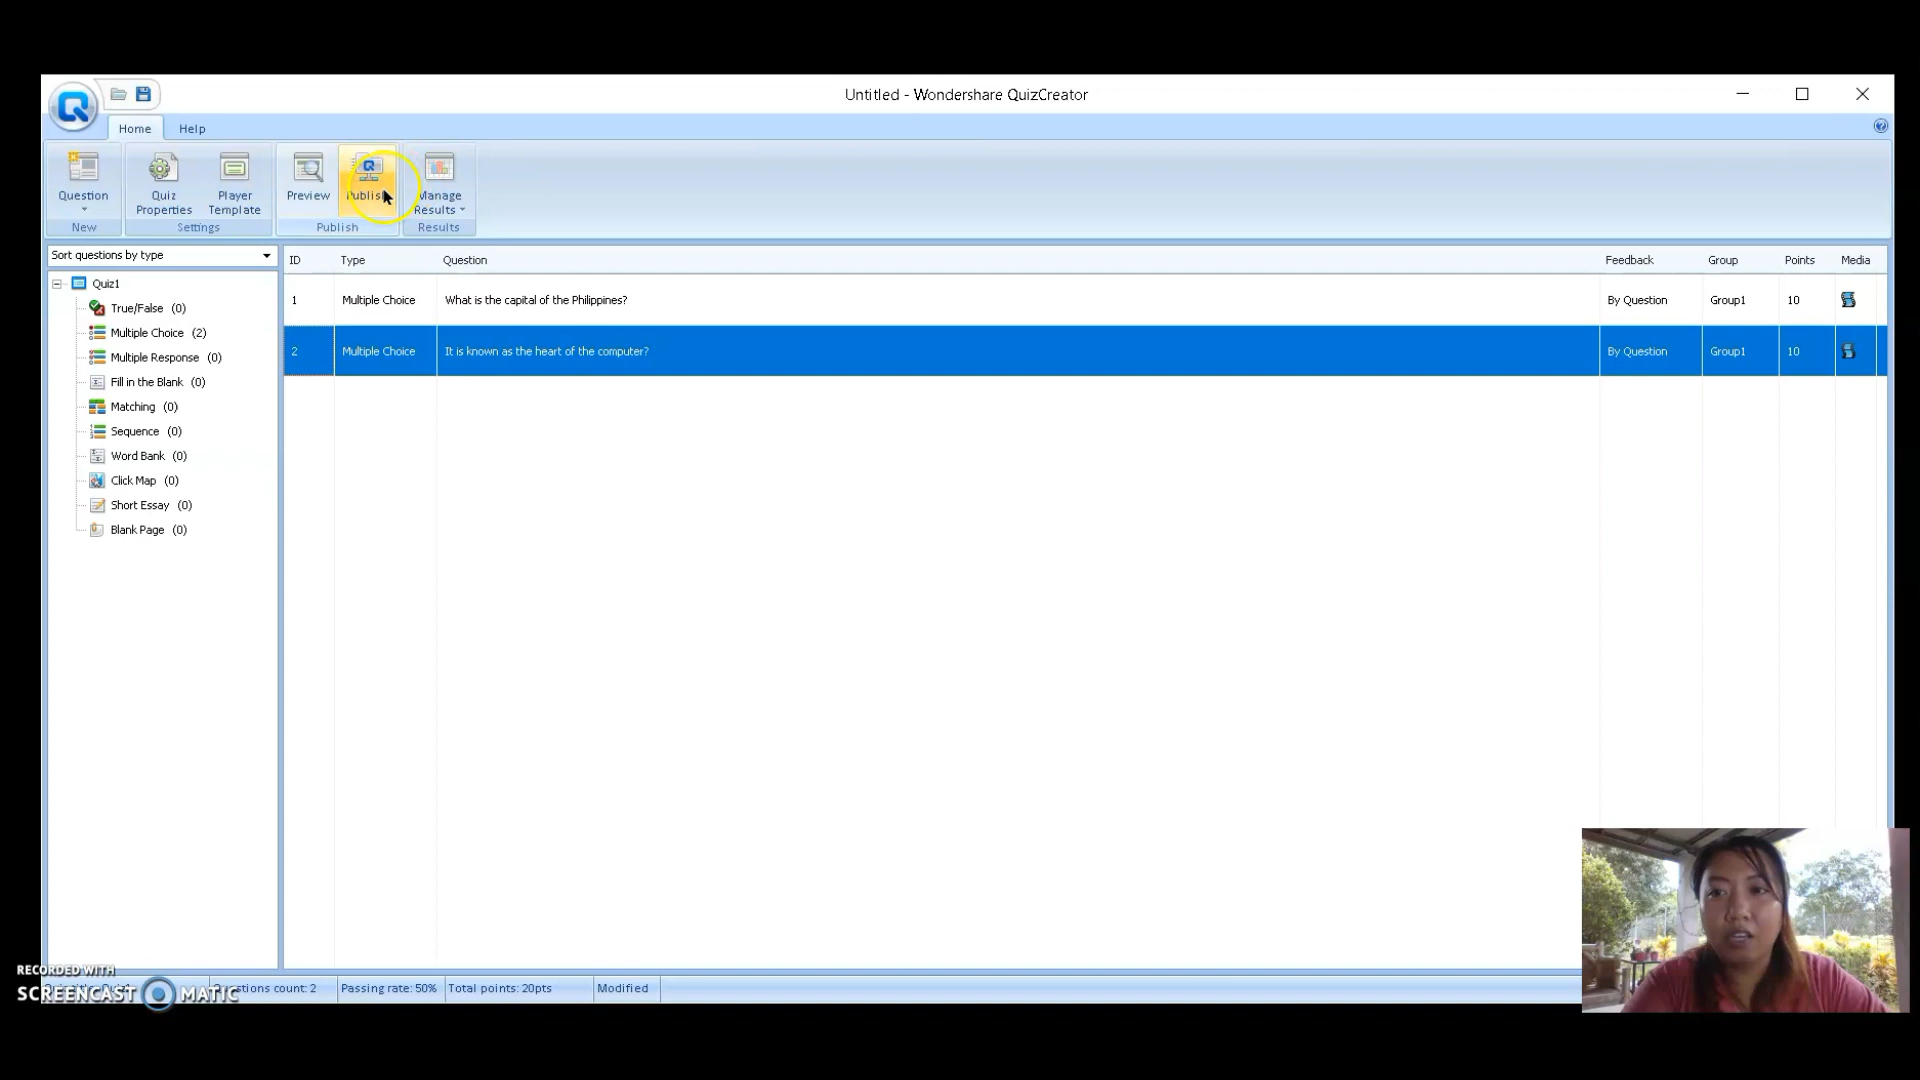 Untitled - Wondershare QuizCreator
Home Help
Question
Quiz Properties
Player Template
Preview
Publish
Manage Results
New
Settings
Publish
Results
Sort questions by type
ID Type Question Feedback Group Points Media
Quiz1
True/False (0)
Multiple Choice (2)
Multiple Response (0)
Fill in the Blank (0)
Matching (0)
Sequence (0)
Word Bank (0)
Click Map (0)
Short Essay (0)
Blank Page (0)
1 Multiple Choice What is the capital of the Philippines? By Question Group1 10
2 Multiple Choice It is known as the heart of the computer? By Question Group1 10
RECORDED WITH
SCREENCAST MATIC
count: 2 Passing rate: 50% Total points: 20pts Modified